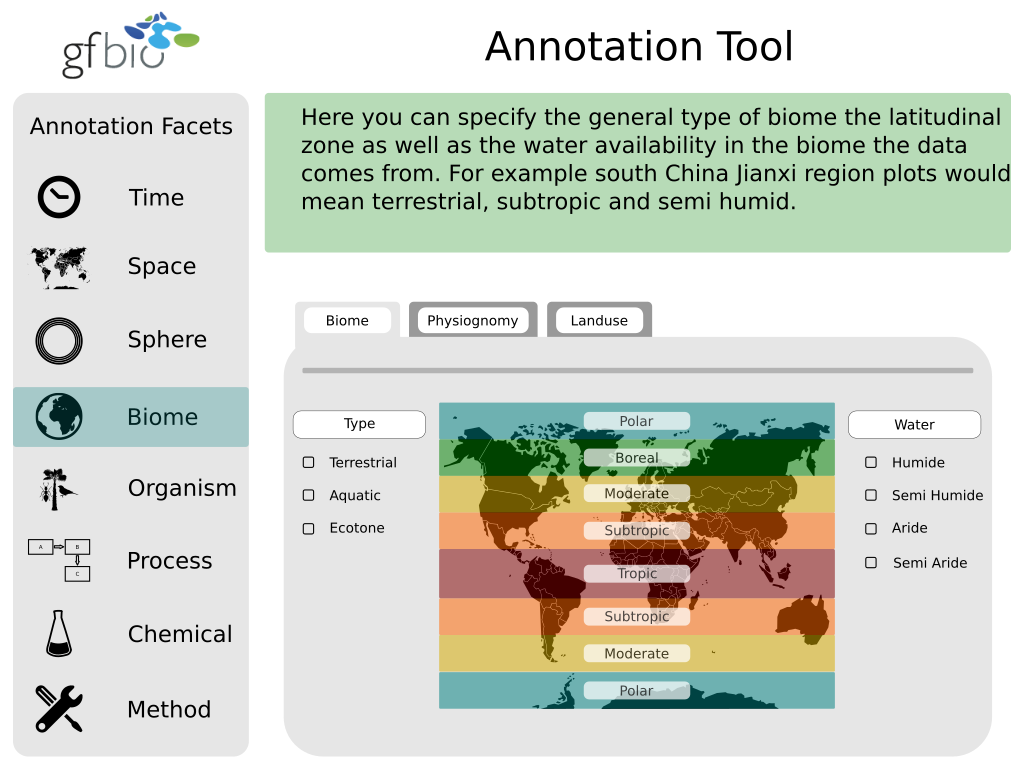 gfbio
Annotation Tool
Annotation Facets
Time
Space
Sphere
Biome
Organism
A
B
C
Process
Chemical
Method
Here you can specify the general type of biome the latitudinal
zone as well as the water availability in the biome the data
comes from. For example south China Jianxi region plots would
mean terrestrial, subtropic and semi humid.
Biome
Physiognomy
Landuse
Type
Terrestrial
Aquatic
Ecotone
Polar
Boreal
Moderate
Subtropic
Tropic
Subtropic
Moderate
Polar
Water
Humide
Semi Humide
Aride
Semi Aride